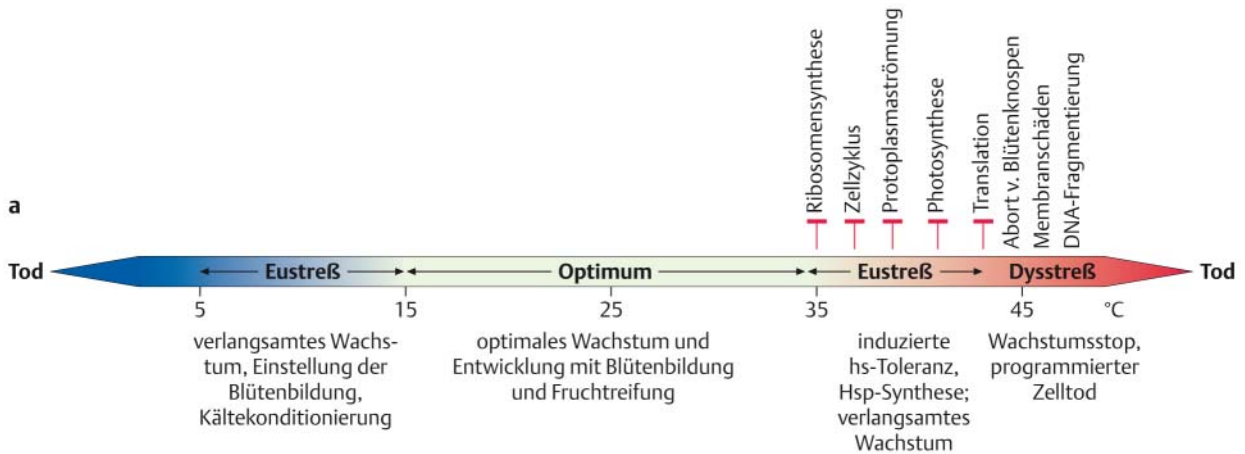 Ribosomensynthese
Zellzyklus
Protoplasmaströmung
Photosynthese
Translation
Abort v. Blütenknospen
Membranschäden
DNA-Fragmentierung
a
Tod
Eustreß
Optimum
Eustreß
Dysstreß
Tod
5
15
25
35
45
°C
verlangsamtes Wachs-
tum, Einstellung der
Blütenbildung,
Kältekonditionierung
optimales Wachstum und
Entwicklung mit Blütenbildung
und Fruchtreifung
induzierte
hs-Toleranz,
Hsp-Synthese;
verlangsamtes
Wachstum
Wachstumsstop,
programmierter
Zelltod